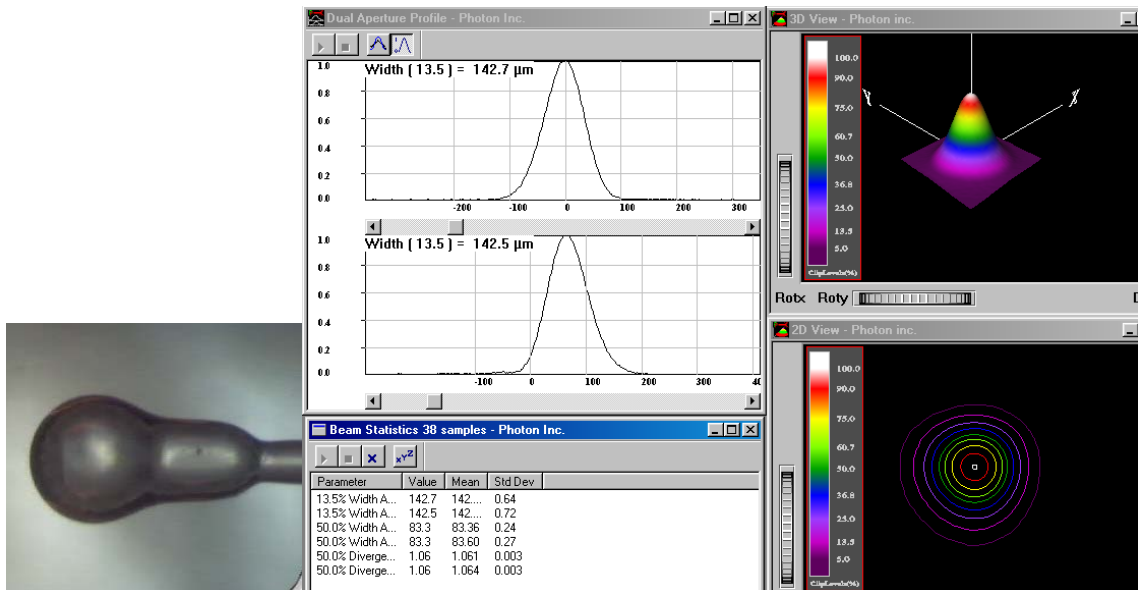 Dual Aperture Profile - Photon Inc.
Width ( 13.5 ) = 142.7 µm
1.0
0.8
0.6
0.4
0.2
0.0
-200
-100
0
100
200
300
Width ( 13.5 ) = 142.5 µm
1.0
0.8
0.6
0.4
0.2
0.0
-100
0
100
200
300
40
Beam Statistics 38 samples - Photon Inc.
xYZ
Parameter Value Mean Std Dev
13.5% Width A... 142.7 142.... 0.64
13.5% Width A... 142.5 142.... 0.72
50.0% Width A... 83.3 83.36 0.24
50.0% Width A... 83.3 83.60 0.27
50.0% Diverge... 1.06 1.061 0.003
50.0% Diverge... 1.06 1.064 0.003
3D View - Photon inc.
100.0
90.0
75.0
60.7
50.0
36.8
25.0
13.5
5.0
ClipLevels(%)
Y
X
Rotx Roty
D
2D View - Photon inc.
100.0
90.0
75.0
60.7
50.0
36.8
25.0
13.5
5.0
ClipLevels(%)